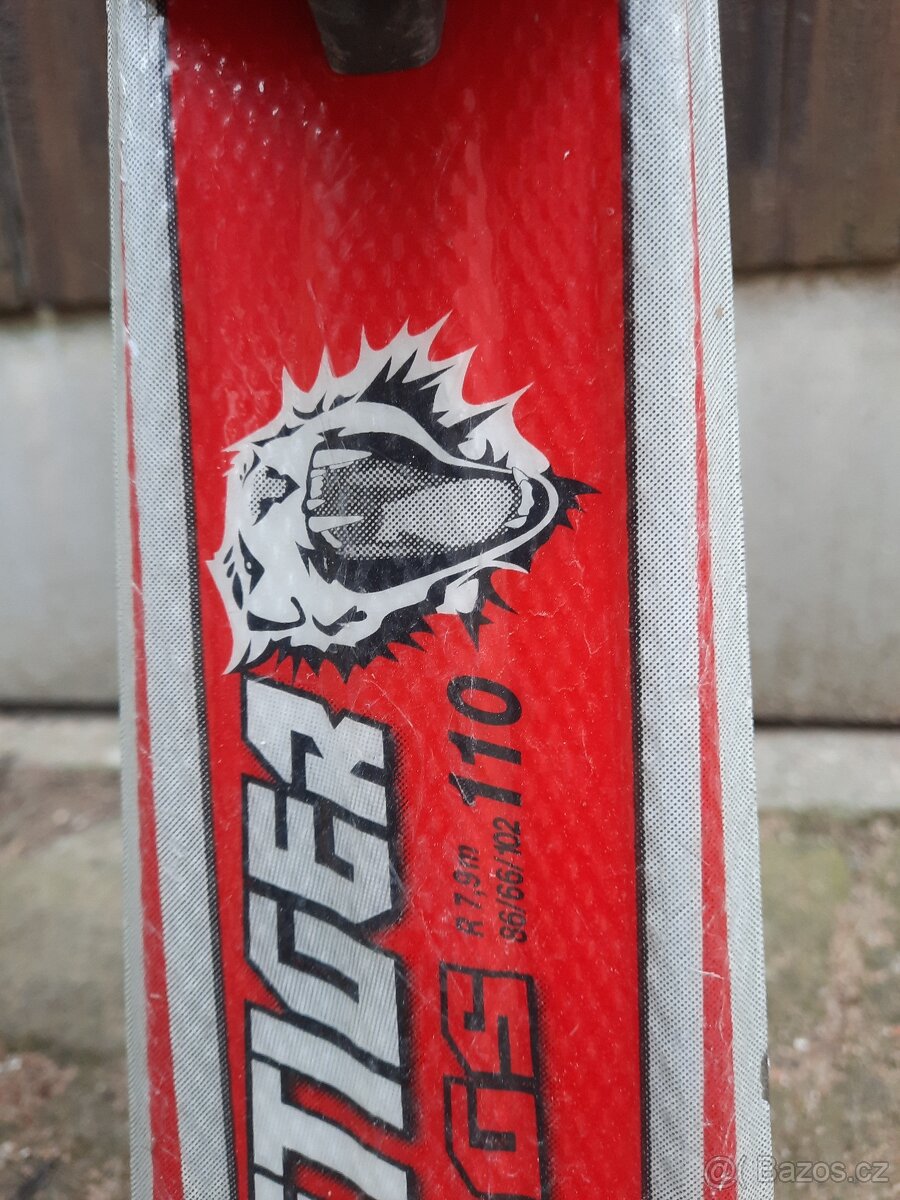 TIGER
GS
R 7,9m
86/66/102 110
@ Bazos.cz